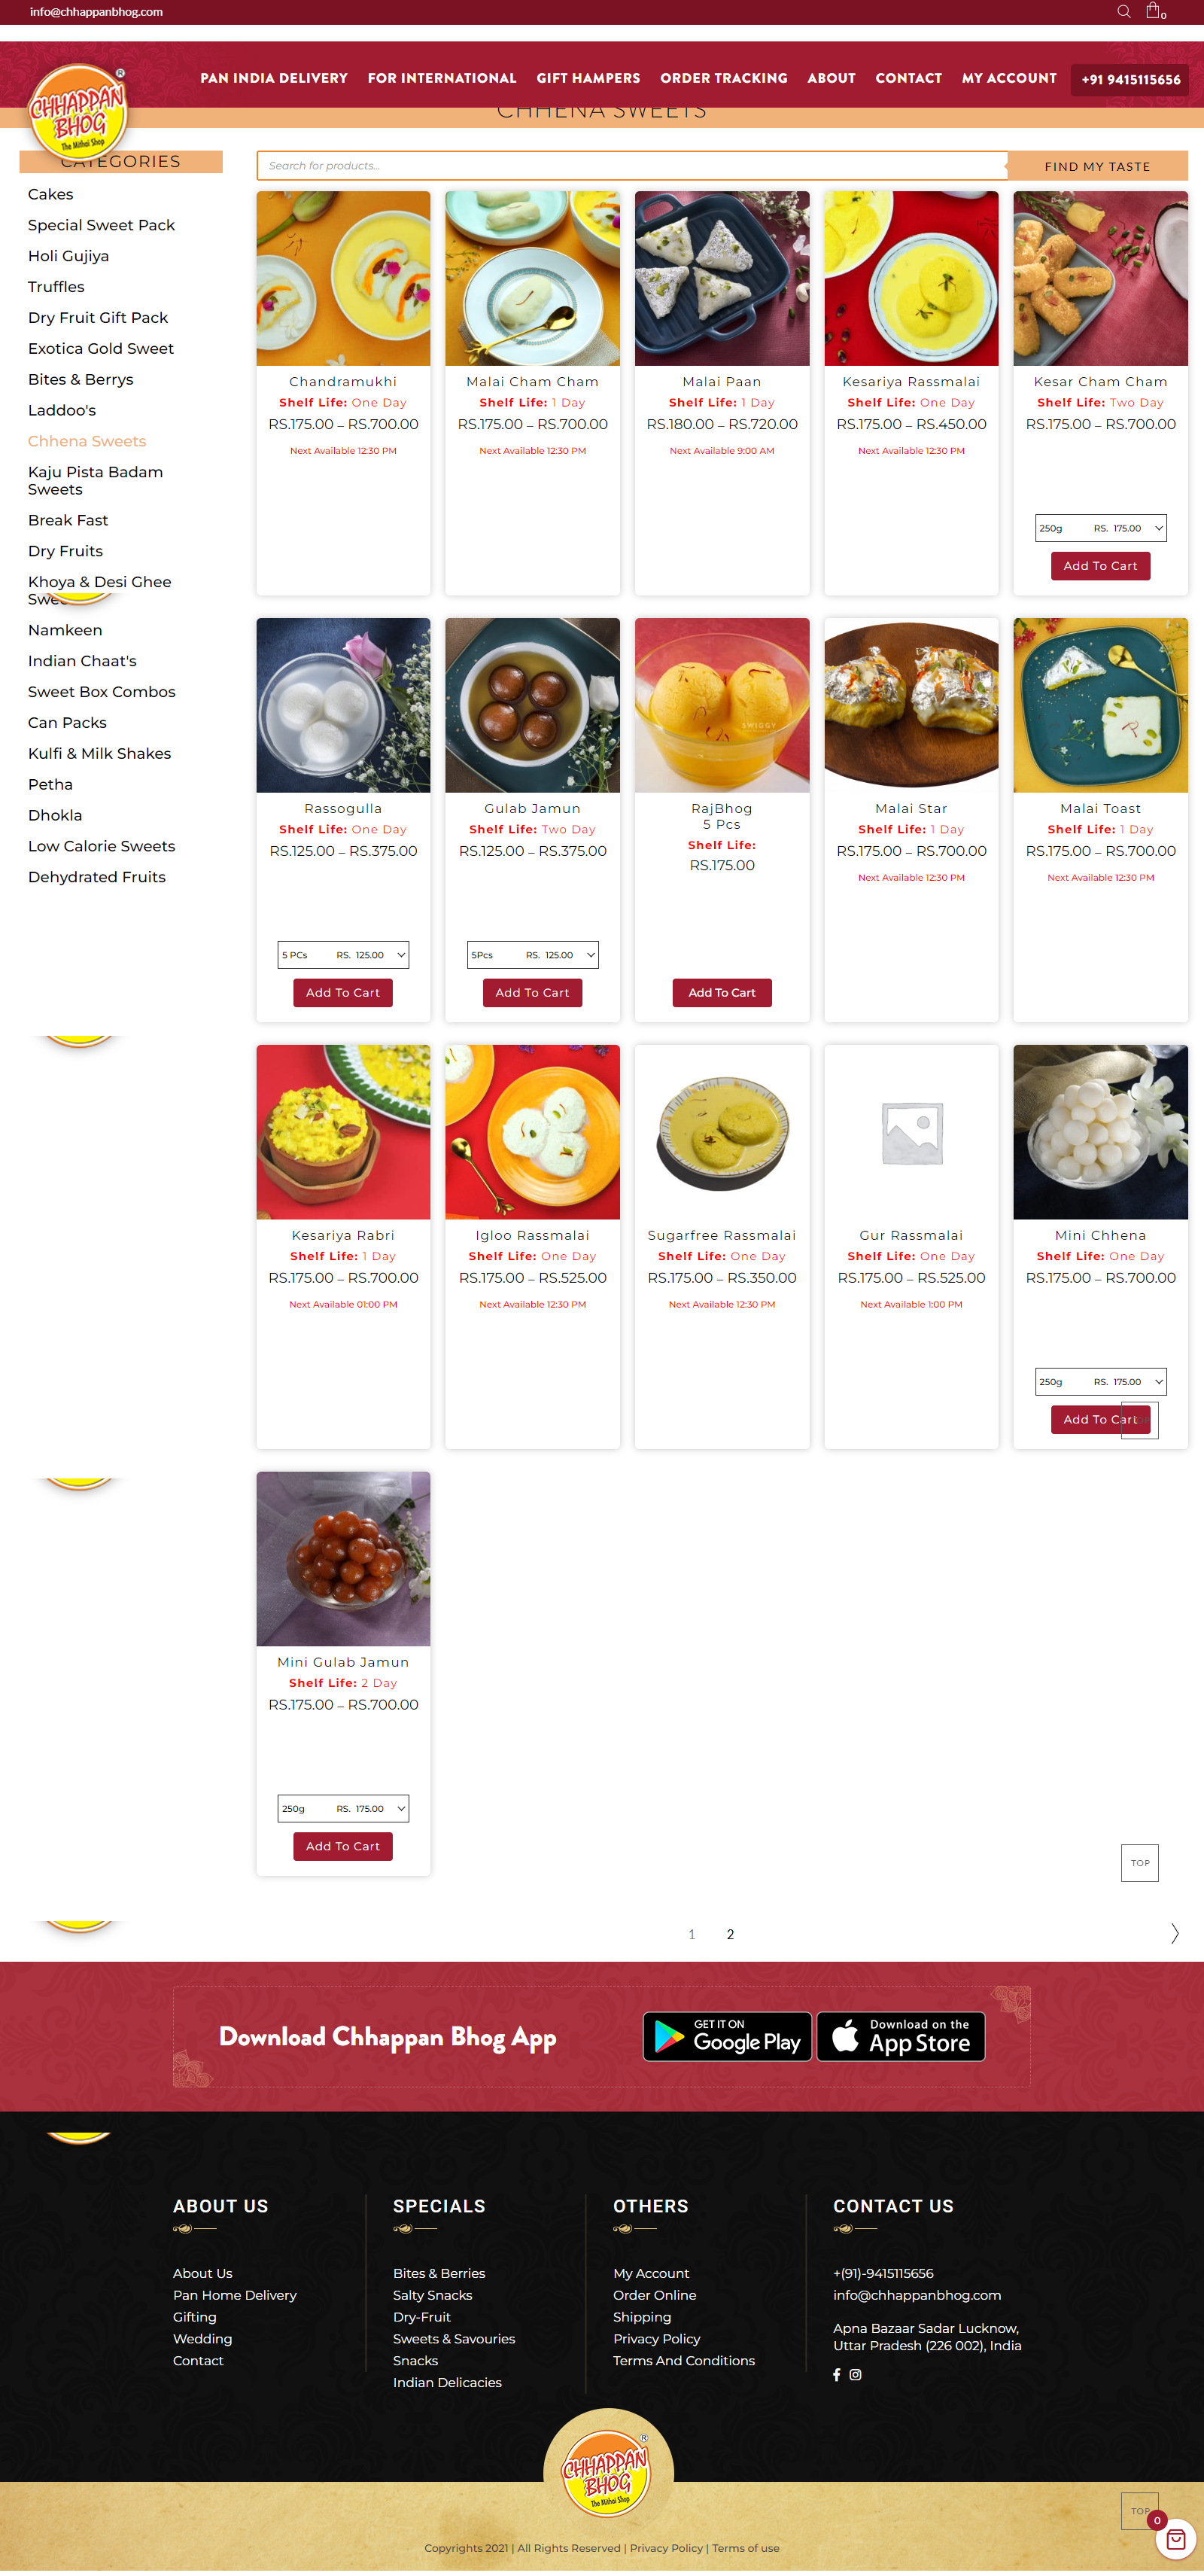 info@chhappanbhog.com
0
CHHAPPAN
BHOG
The Mithai Shop
®
PAN INDIA DELIVERY
FOR INTERNATIONAL
GIFT HAMPERS
ORDER TRACKING
ABOUT
CONTACT
MY ACCOUNT
+91 9415115656
CHHENA SWEETS
CATEGORIES
Cakes
Special Sweet Pack
Holi Gujiya
Truffles
Dry Fruit Gift Pack
Exotica Gold Sweet
Bites & Berrys
Laddoo's
Chhena Sweets
Kaju Pista Badam
Sweets
Break Fast
Dry Fruits
Khoya & Desi Ghee
Namkeen
Indian Chaat's
Sweet Box Combos
Can Packs
Kulfi & Milk Shakes
Petha
Dhokla
Low Calorie Sweets
Dehydrated Fruits
Search for products...
FIND MY TASTE
Chandramukhi
Shelf Life: One Day
RS.175.00 – RS.700.00
Next Available 12:30 PM
Malai Cham Cham
Shelf Life: 1 Day
RS.175.00 – RS.700.00
Next Available 12:30 PM
Malai Paan
Shelf Life: 1 Day
RS.180.00 – RS.720.00
Next Available 9:00 AM
Kesariya Rassmalai
Shelf Life: One Day
RS.175.00 – RS.450.00
Next Available 12:30 PM
Kesar Cham Cham
Shelf Life: Two Day
RS.175.00 – RS.700.00
250g RS. 175.00
Add To Cart
Rassogulla
Shelf Life: One Day
RS.125.00 – RS.375.00
5 PCs RS. 125.00
Add To Cart
Gulab Jamun
Shelf Life: Two Day
RS.125.00 – RS.375.00
5Pcs RS. 125.00
Add To Cart
SWIGGY
RajBhog
5 Pcs
Shelf Life:
RS.175.00
Add To Cart
Malai Star
Shelf Life: 1 Day
RS.175.00 – RS.700.00
Next Available 12:30 PM
Malai Toast
Shelf Life: 1 Day
RS.175.00 – RS.700.00
Next Available 12:30 PM
Kesariya Rabri
Shelf Life: 1 Day
RS.175.00 – RS.700.00
Next Available 01:00 PM
Igloo Rassmalai
Shelf Life: One Day
RS.175.00 – RS.525.00
Next Available 12:30 PM
Sugarfree Rassmalai
Shelf Life: One Day
RS.175.00 – RS.350.00
Next Available 12:30 PM
Gur Rassmalai
Shelf Life: One Day
RS.175.00 – RS.525.00
Next Available 1:00 PM
Mini Chhena
Shelf Life: One Day
RS.175.00 – RS.700.00
250g RS. 175.00
Add To Cart
TOP
Mini Gulab Jamun
Shelf Life: 2 Day
RS.175.00 – RS.700.00
250g RS. 175.00
Add To Cart
TOP
1 2
Download Chhappan Bhog App
GET IT ON
Google Play
Download on the
App Store
ABOUT US
About Us
Pan Home Delivery
Gifting
Wedding
Contact
SPECIALS
Bites & Berries
Salty Snacks
Dry-Fruit
Sweets & Savouries
Snacks
Indian Delicacies
OTHERS
My Account
Order Online
Shipping
Privacy Policy
Terms And Conditions
CONTACT US
+(91)-9415115656
info@chhappanbhog.com
Apna Bazaar Sadar Lucknow,
Uttar Pradesh (226 002), India
CHHAPPAN
BHOG
The Mithai Shop
®
TOP
0
Copyrights 2021 | All Rights Reserved | Privacy Policy | Terms of use